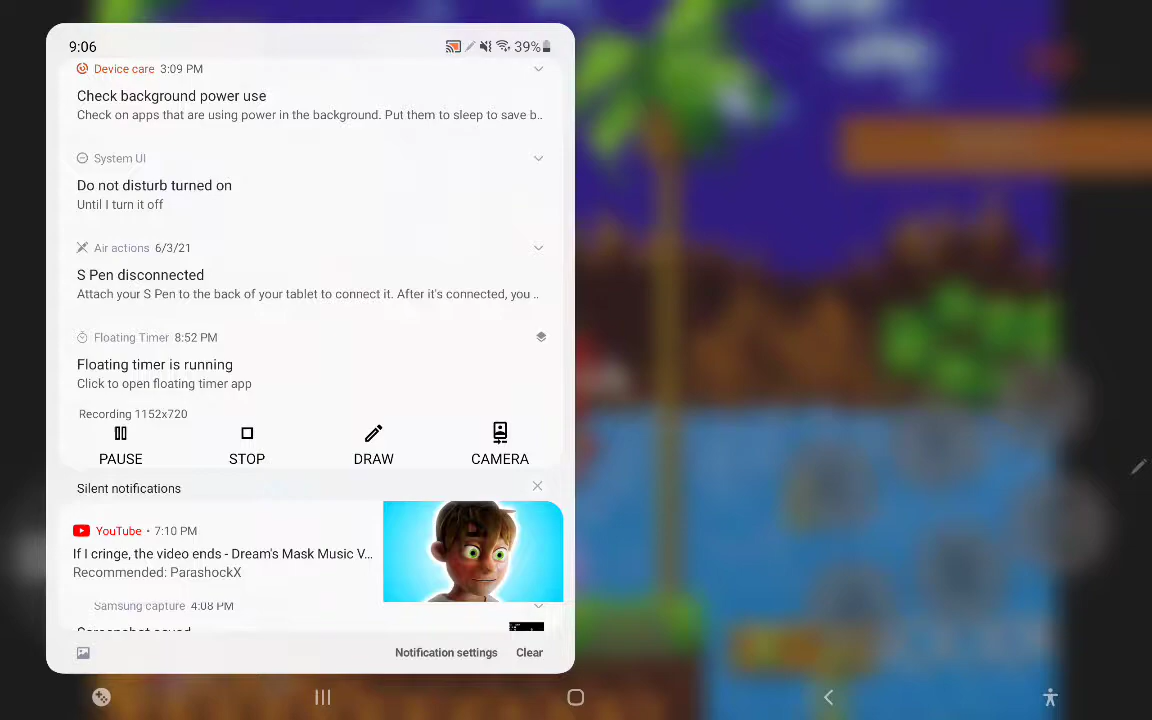 9:06
39%
Device care 3:09 PM
Check background power use
Check on apps that are using power in the background. Put them to sleep to save b..
System UI
Do not disturb turned on
Until I turn it off
Air actions 6/3/21
S Pen disconnected
Attach your S Pen to the back of your tablet to connect it. After it's connected, you ..
Floating Timer 8:52 PM
Floating timer is running
Click to open floating timer app
Recording 1152x720
PAUSE STOP DRAW CAMERA
Silent notifications
YouTube • 7:10 PM
If I cringe, the video ends - Dream's Mask Music V...
Recommended: ParashockX
Samsung capture 4:08 PM
Screenshot saved
Notification settings Clear